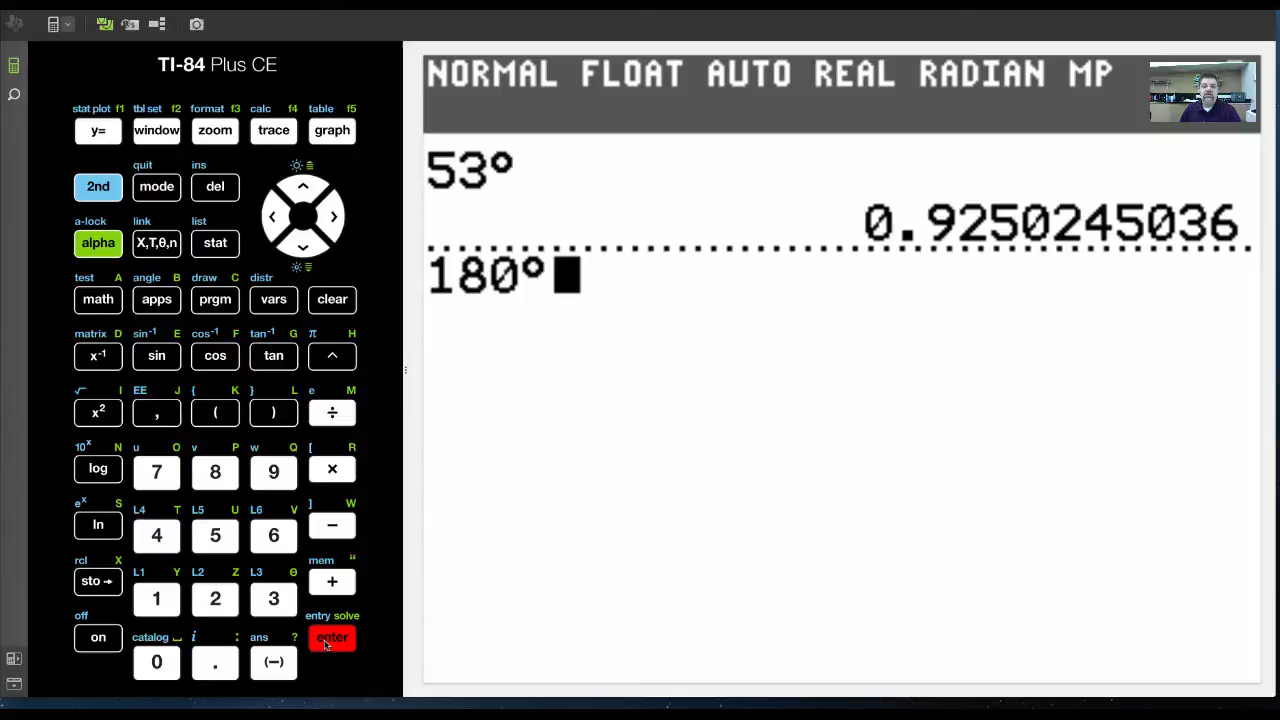 TI-84 Plus CE
stat plot f1 tbl set f2 format f3 calc f4 table f5
y= window zoom trace graph
quit ins
2nd mode del
a-lock link list
alpha X,T,θ,n stat
test A angle B draw C distr
math apps prgm vars clear
matrix D sin⁻¹ E cos⁻¹ F tan⁻¹ G π H
x⁻¹ sin cos tan ^
√ I EE J { K } L e M
x² , ( ) ÷
10ˣ N u O v P w Q [ R
log 7 8 9 ×
eˣ S L4 T L5 U L6 V ] W
ln 4 5 6 −
rcl X L1 Y L2 Z L3 θ mem “
sto→ 1 2 3 +
off catalog ⎵ i : ans ? entry solve
on 0 . (−) enter
NORMAL FLOAT AUTO REAL RADIAN MP
53°
0.9250245036
180°